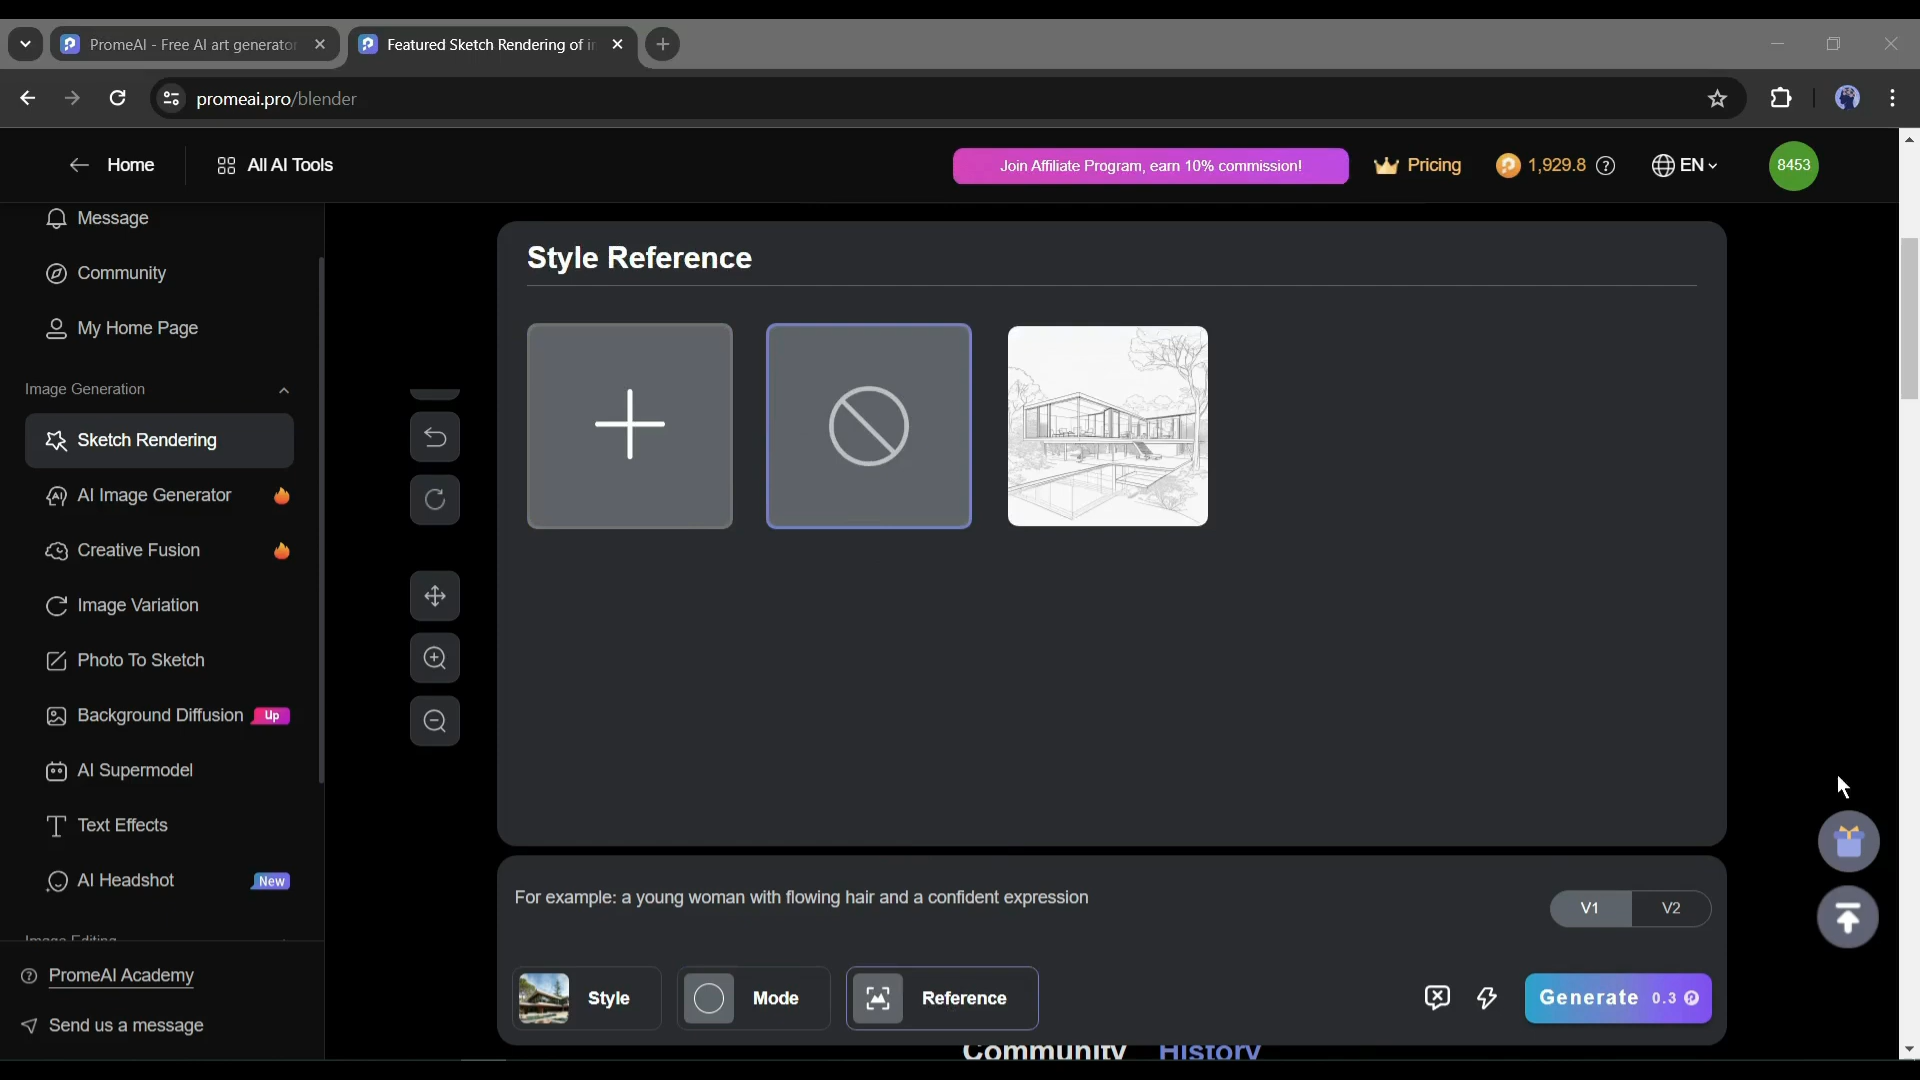 PromeAI - Free AI art generator
Featured Sketch Rendering of in
promeai.pro/blender
Home
All AI Tools
Join Affiliate Program, earn 10% commission!
Pricing
1,929.8
EN
8453
Message
Community
My Home Page
Image Generation
Sketch Rendering
AI Image Generator
Creative Fusion
Image Variation
Photo To Sketch
Background Diffusion Up
AI Supermodel
Text Effects
AI Headshot New
Image Editing
PromeAI Academy
Send us a message
Style Reference
For example: a young woman with flowing hair and a confident expression
V1 V2
Style
Mode
Reference
Generate 0.3
Community History